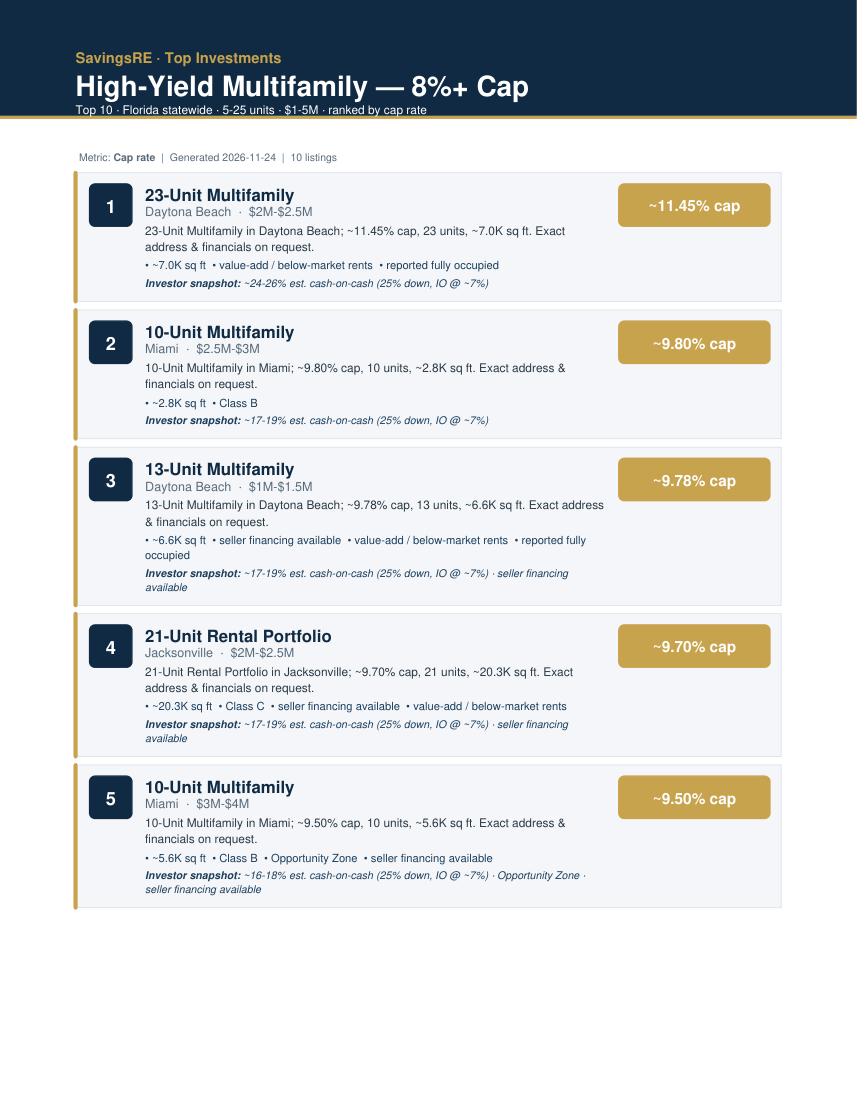 SavingsRE · Top Investments
High-Yield Multifamily — 8%+ Cap
Top 10 · Florida statewide · 5-25 units · $1-5M · ranked by cap rate
Metric: Cap rate | Generated 2026-11-24 | 10 listings
1
23-Unit Multifamily
~11.45% cap
Daytona Beach · $2M-$2.5M
23-Unit Multifamily in Daytona Beach; ~11.45% cap, 23 units, ~7.0K sq ft. Exact
address & financials on request.
• ~7.0K sq ft • value-add / below-market rents • reported fully occupied
Investor snapshot: ~24-26% est. cash-on-cash (25% down, IO @ ~7%)
2
10-Unit Multifamily
~9.80% cap
Miami · $2.5M-$3M
10-Unit Multifamily in Miami; ~9.80% cap, 10 units, ~2.8K sq ft. Exact address &
financials on request.
• ~2.8K sq ft • Class B
Investor snapshot: ~17-19% est. cash-on-cash (25% down, IO @ ~7%)
3
13-Unit Multifamily
~9.78% cap
Daytona Beach · $1M-$1.5M
13-Unit Multifamily in Daytona Beach; ~9.78% cap, 13 units, ~6.6K sq ft. Exact address
& financials on request.
• ~6.6K sq ft • seller financing available • value-add / below-market rents • reported fully
occupied
Investor snapshot: ~17-19% est. cash-on-cash (25% down, IO @ ~7%) · seller financing
available
4
21-Unit Rental Portfolio
~9.70% cap
Jacksonville · $2M-$2.5M
21-Unit Rental Portfolio in Jacksonville; ~9.70% cap, 21 units, ~20.3K sq ft. Exact
address & financials on request.
• ~20.3K sq ft • Class C • seller financing available • value-add / below-market rents
Investor snapshot: ~17-19% est. cash-on-cash (25% down, IO @ ~7%) · seller financing
available
5
10-Unit Multifamily
~9.50% cap
Miami · $3M-$4M
10-Unit Multifamily in Miami; ~9.50% cap, 10 units, ~5.6K sq ft. Exact address &
financials on request.
• ~5.6K sq ft • Class B • Opportunity Zone • seller financing available
Investor snapshot: ~16-18% est. cash-on-cash (25% down, IO @ ~7%) · Opportunity Zone ·
seller financing available